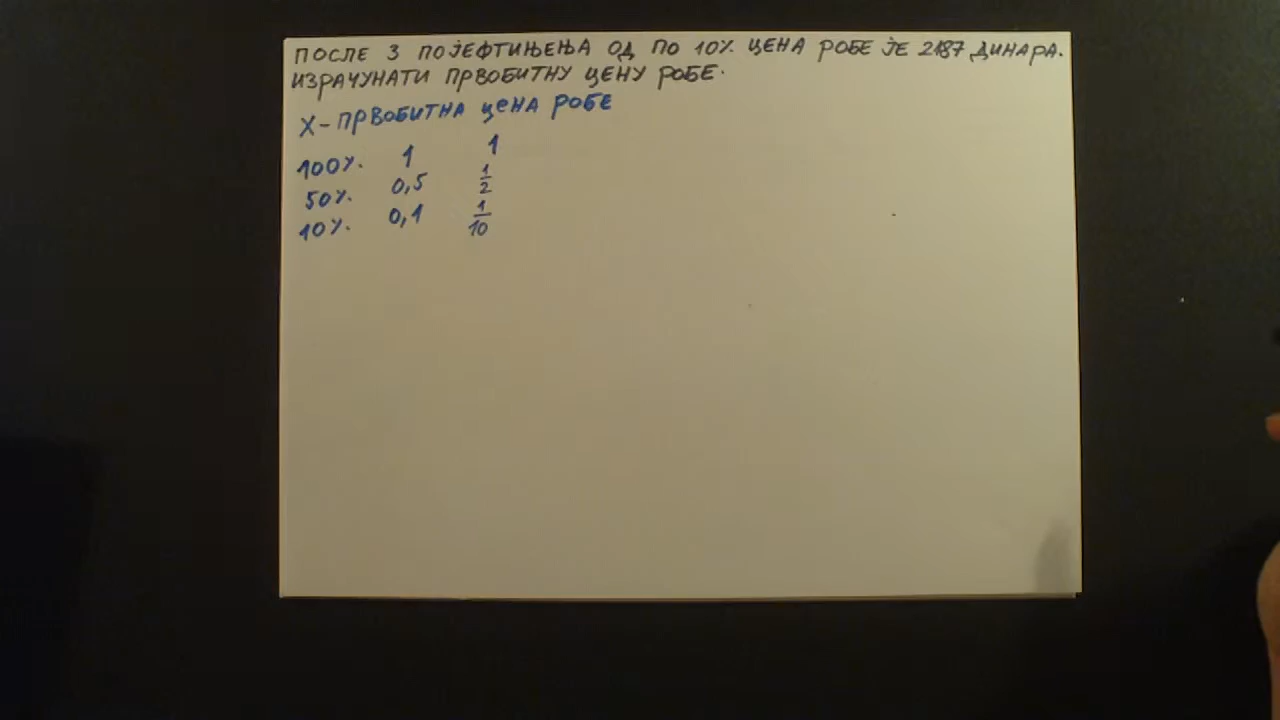 ПОСЛЕ 3 ПОЈЕФТИЊЕЊА ОД ПО 10% ЦЕНА РОБЕ ЈЕ 2187 ДИНАРА.
ИЗРАЧУНАТИ ПРВОБИТНУ ЦЕНУ РОБЕ.
X - ПРВОБИТНА ЦЕНА РОБЕ
100% 1 1
50% 0,5 1/2
10% 0,1 1/10